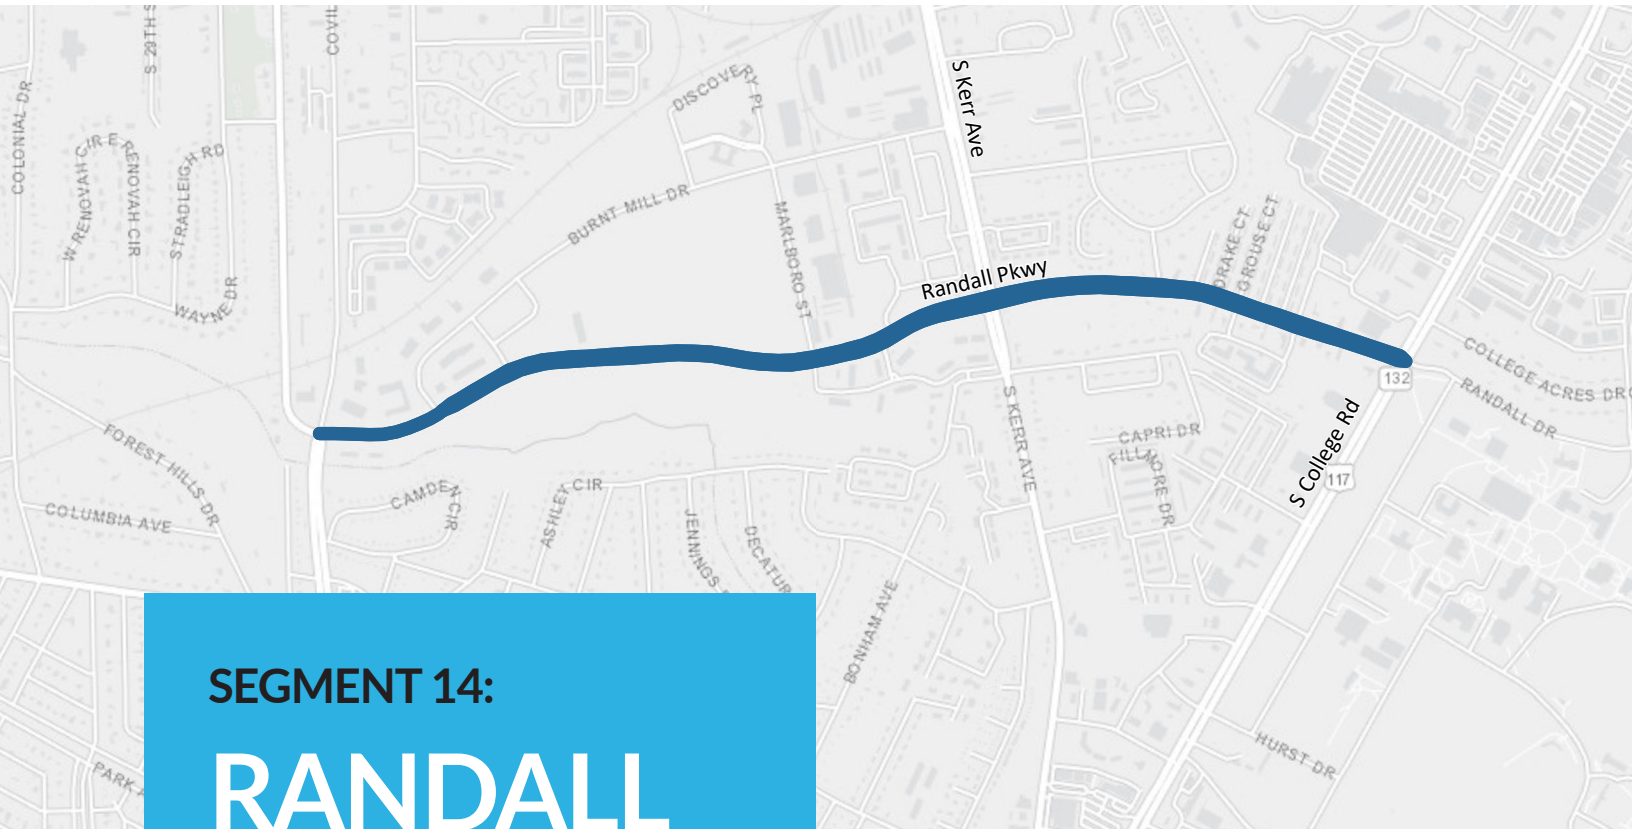 COLONIAL DR
S 29TH S
COVIL
W RENOVAH CIR E
RENOVAH CIR
STRADLEIGH RD
WAYNE DR
DISCOVERY PL
BURNT MILL DR
MARLBORO ST
S Kerr Ave
Randall Pkwy
DRAKE CT
GROUSE CT
132
COLLEGE ACRES DR
RANDALL DR
S KERR AVE
S College Rd
117
CAPRI DR
FILLMORE DR
FOREST HILLS DR
COLUMBIA AVE
CAMDEN CIR
ASHLEY CIR
JENNINGS
DECATUR
BONHAM AVE
HURST DR
PARK
SEGMENT 14:
RANDALL